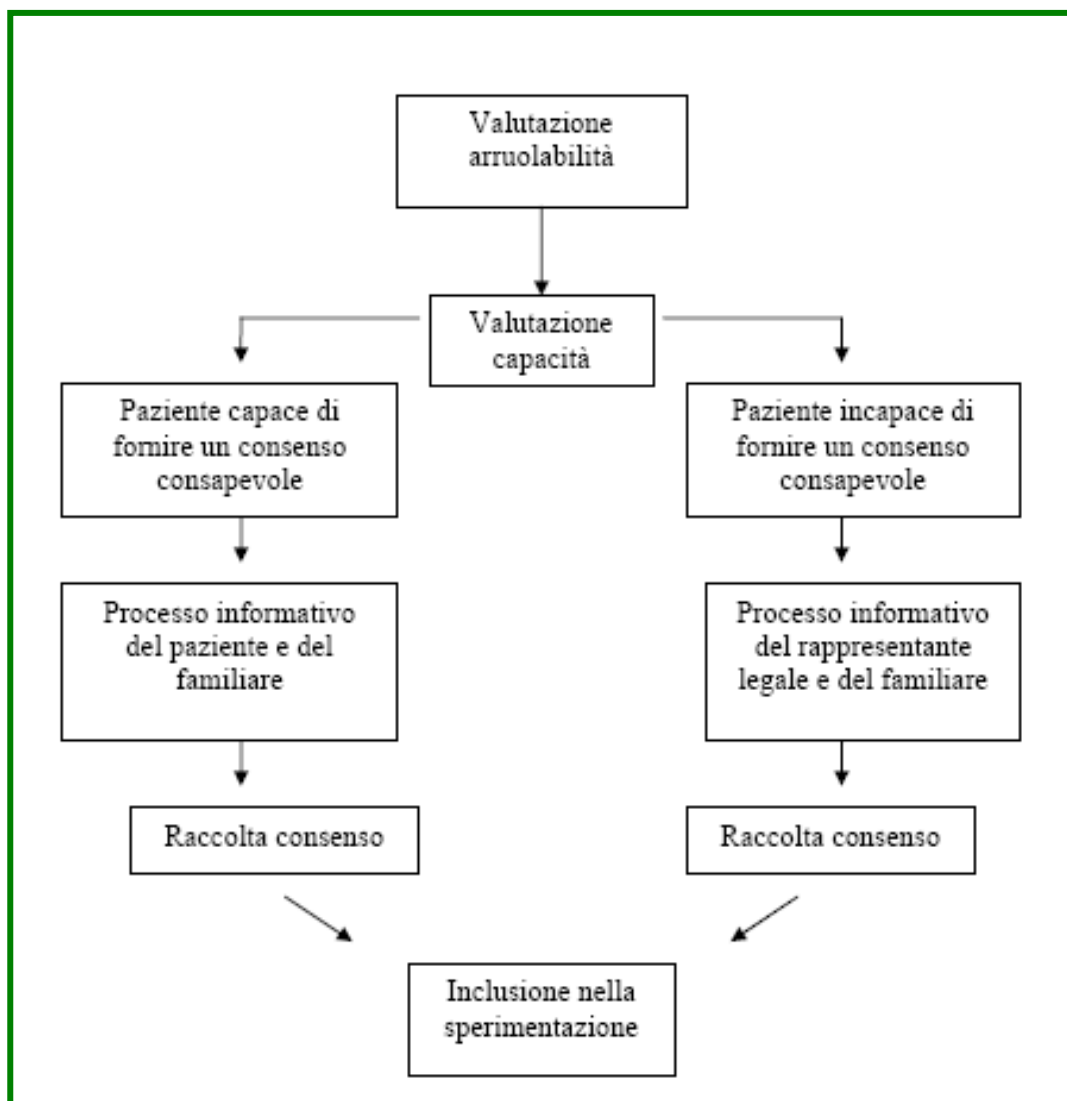 Valutazione
arruolabilità
Valutazione
capacità
Paziente capace di
fornire un consenso
consapevole
Paziente incapace di
fornire un consenso
consapevole
Processo informativo
del paziente e del
familiare
Processo informativo
del rappresentante
legale e del familiare
Raccolta consenso
Raccolta consenso
Inclusione nella
sperimentazione